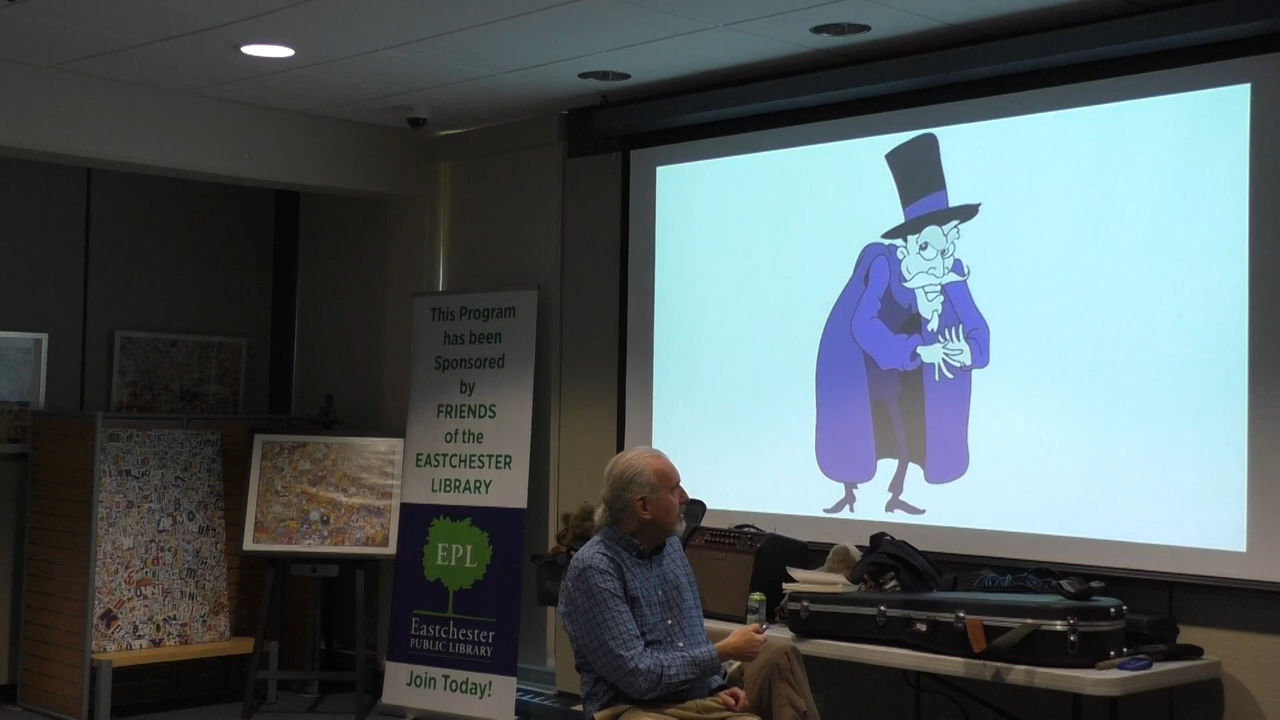 This Program
has been
Sponsored
by
FRIENDS
of the
EASTCHESTER
LIBRARY
EPL
Eastchester
PUBLIC LIBRARY
Join Today!